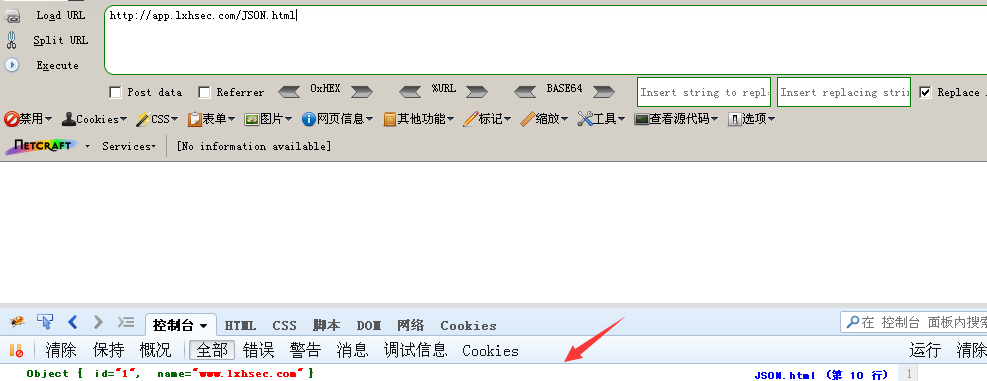 Load URL
http://app.lxhsec.com/JSON.html
Split URL
Execute
Post data Referrer 0xHEX %URL BASE64 Insert string to repl Insert replacing strin Replace
禁用 Cookies CSS 表单 图片 网页信息 其他功能 标记 缩放 工具 查看源代码 选项
NETCRAFT Services [No information available]
控制台 HTML CSS 脚本 DOM 网络 Cookies 在 控制台 面板内搜索
清除 保持 概况 全部 错误 警告 消息 调试信息 Cookies 运行 清除
Object { id="1", name="www.lxhsec.com" } JSON.html (第 10 行) 1